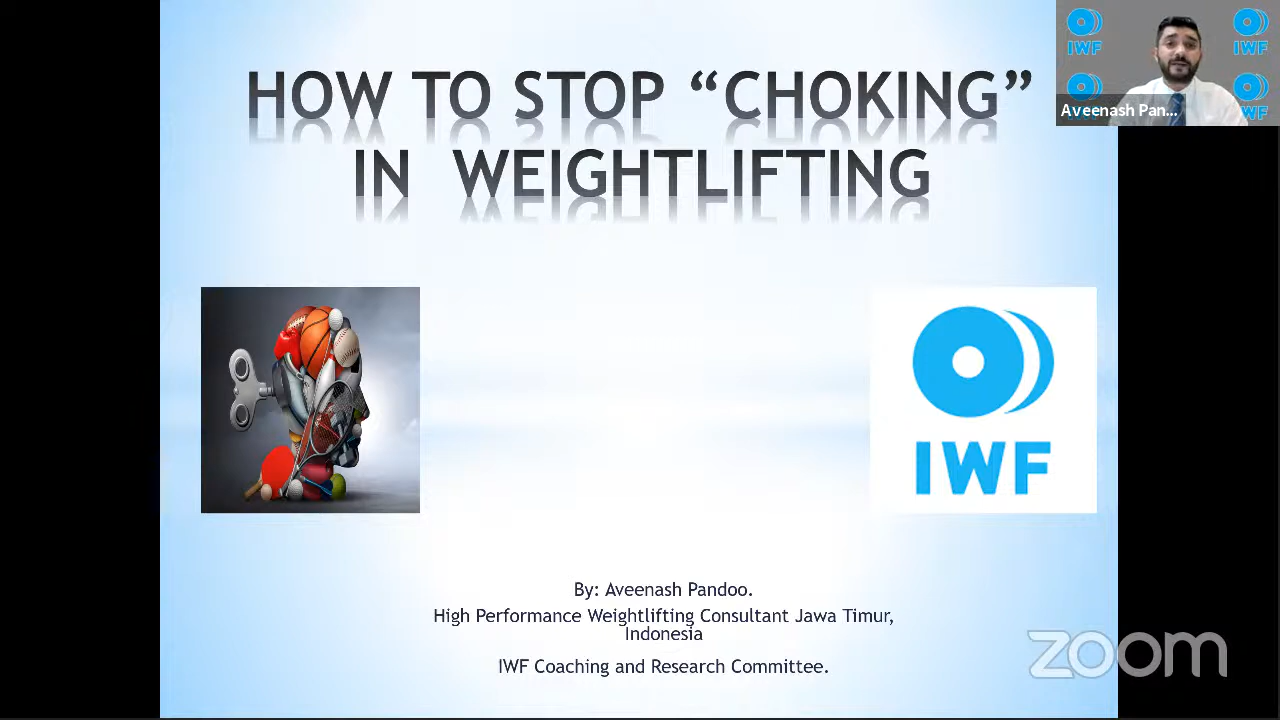 HOW TO STOP “CHOKING”
IN WEIGHTLIFTING
IWF
IWF
IWF
Aveenash Pan...
IWF
By: Aveenash Pandoo.
High Performance Weightlifting Consultant Jawa Timur,
Indonesia
IWF Coaching and Research Committee.
zoom